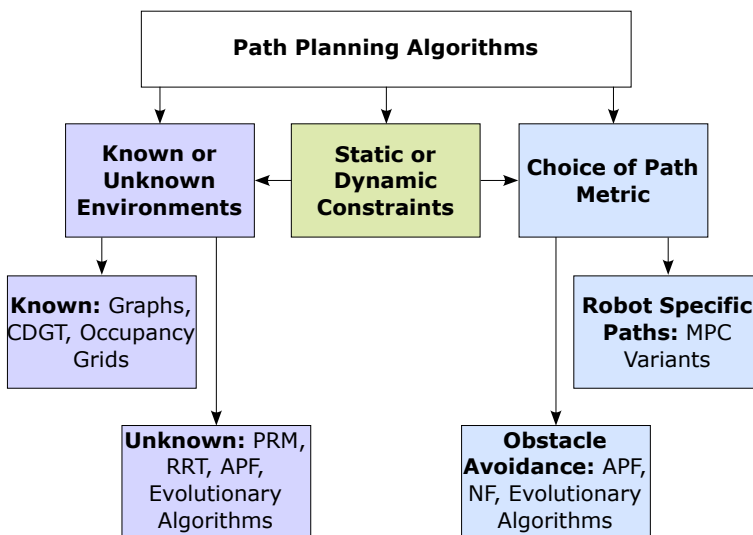 Path Planning Algorithms
Known or
Unknown
Environments
Static or
Dynamic
Constraints
Choice of Path
Metric
Known: Graphs,
CDGT, Occupancy
Grids
Robot Specific
Paths: MPC
Variants
Unknown: PRM,
RRT, APF,
Evolutionary
Algorithms
Obstacle
Avoidance: APF,
NF, Evolutionary
Algorithms